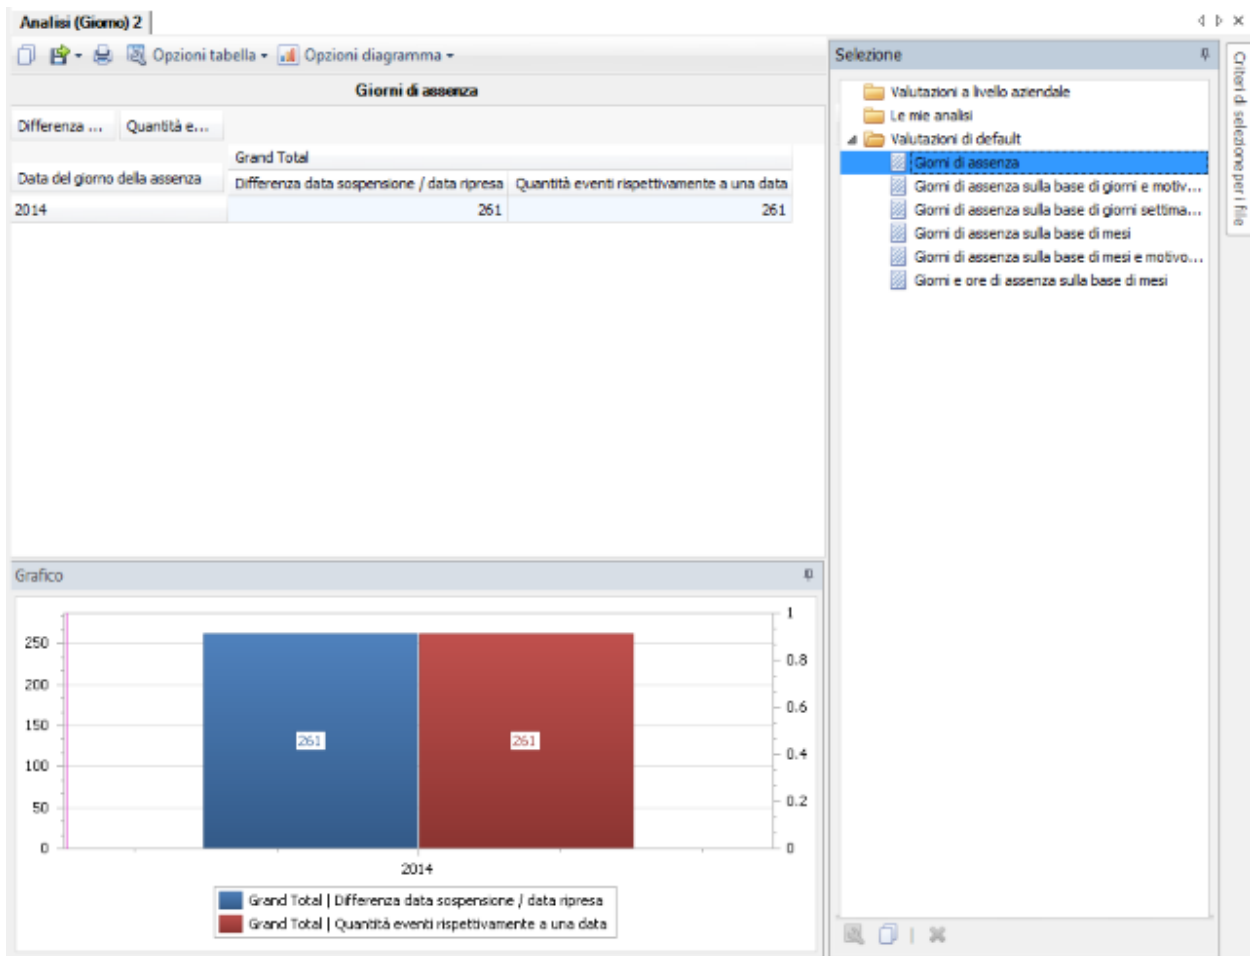 Analisi (Giorno) 2
Opzioni tabella
Opzioni diagramma
Giorni di assenza
Differenza ...
Quantità e...
Grand Total
Data del giorno della assenza
Differenza data sospensione / data ripresa
Quantità eventi rispettivamente a una data
2014
261
261
Grafico
250
200
150
100
50
0
1
0.8
0.6
0.4
0.2
0
261
261
2014
Grand Total | Differenza data sospensione / data ripresa
Grand Total | Quantità eventi rispettivamente a una data
Selezione
Valutazioni a livello aziendale
Le mie analisi
Valutazioni di default
Giorni di assenza
Giorni di assenza sulla base di giorni e motiv...
Giorni di assenza sulla base di giorni settima...
Giorni di assenza sulla base di mesi
Giorni di assenza sulla base di mesi e motivo...
Giorni e ore di assenza sulla base di mesi
Criteri di selezione per i file